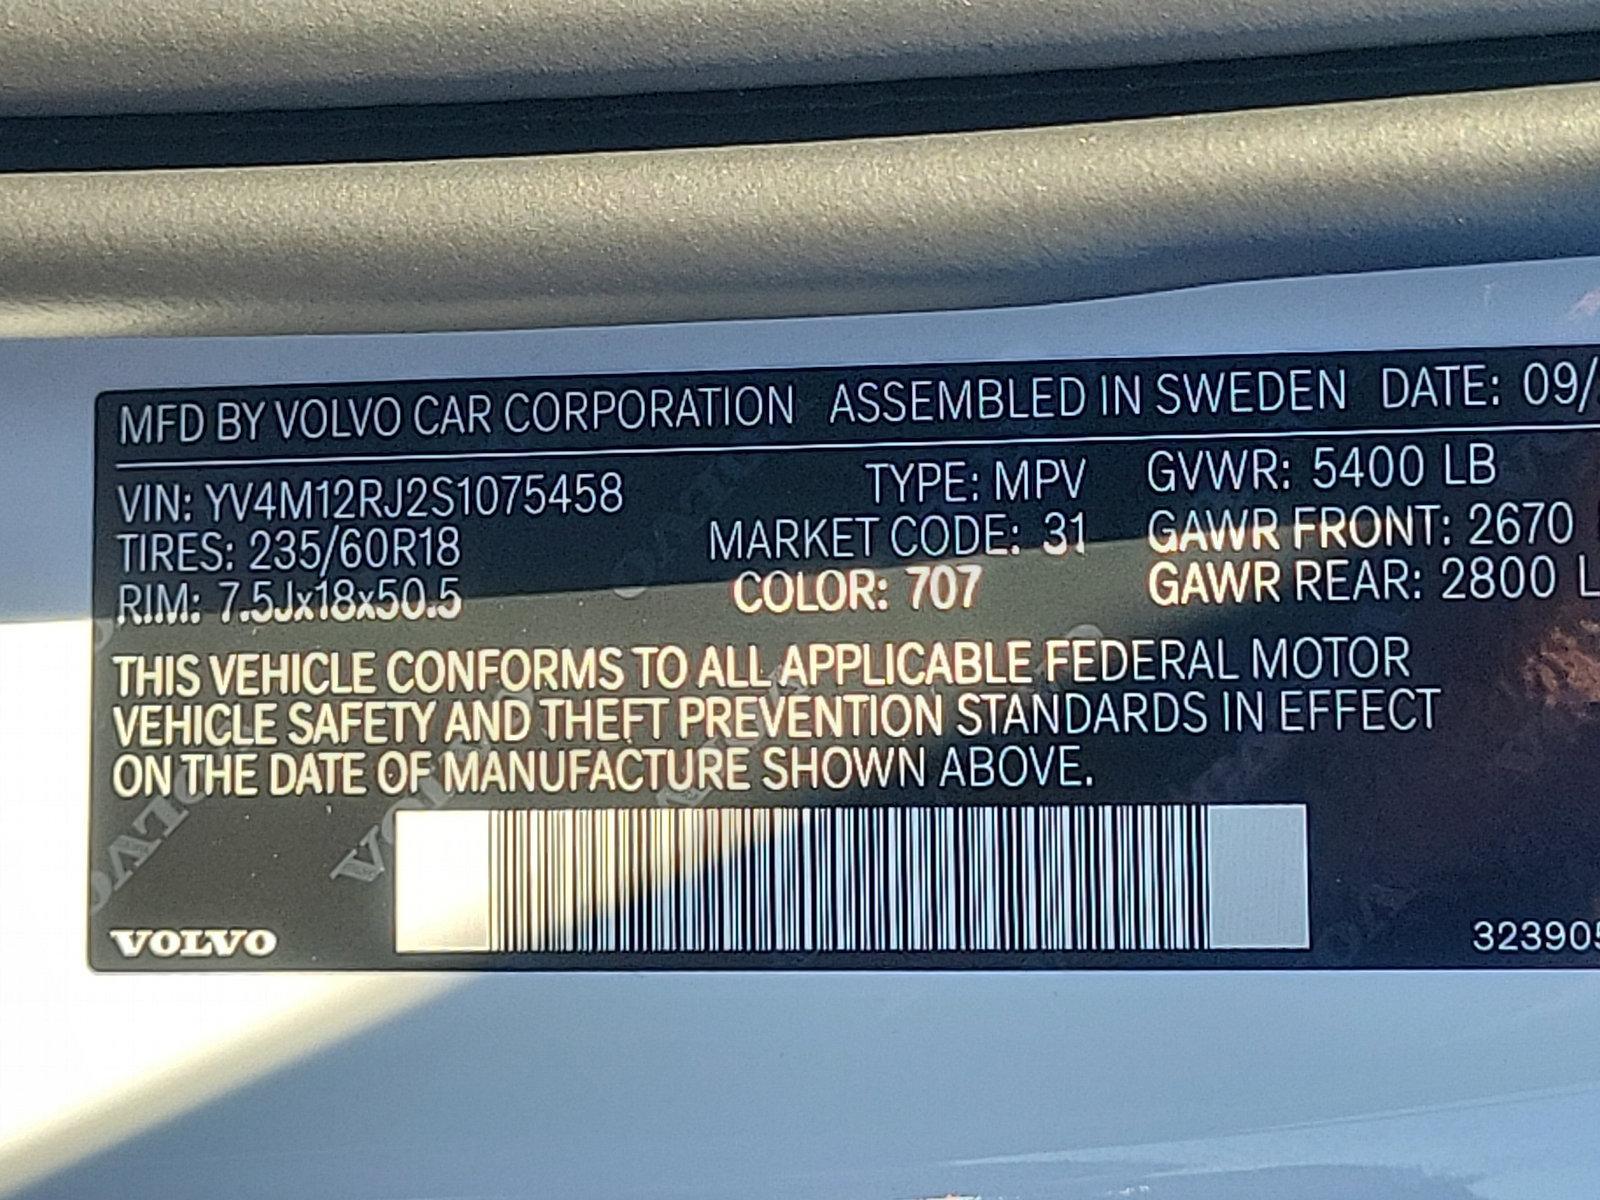 MFD BY VOLVO CAR CORPORATION ASSEMBLED IN SWEDEN DATE: 09/
VIN: YV4M12RJ2S1075458 TYPE: MPV GVWR: 5400 LB
TIRES: 235/60R18 MARKET CODE: 31 GAWR FRONT: 2670
RIM: 7.5Jx18x50.5 COLOR: 707 GAWR REAR: 2800 L
THIS VEHICLE CONFORMS TO ALL APPLICABLE FEDERAL MOTOR
VEHICLE SAFETY AND THEFT PREVENTION STANDARDS IN EFFECT
ON THE DATE OF MANUFACTURE SHOWN ABOVE.
VOLVO 323905